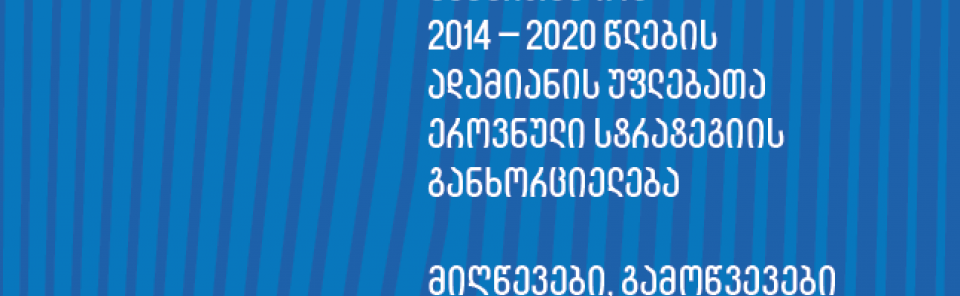 2014 – 2020 წლების
ადამიანის უფლებათა
ეროვნული სტრატეგიის
განხორციელება
მიღწევები, გამოწვევები